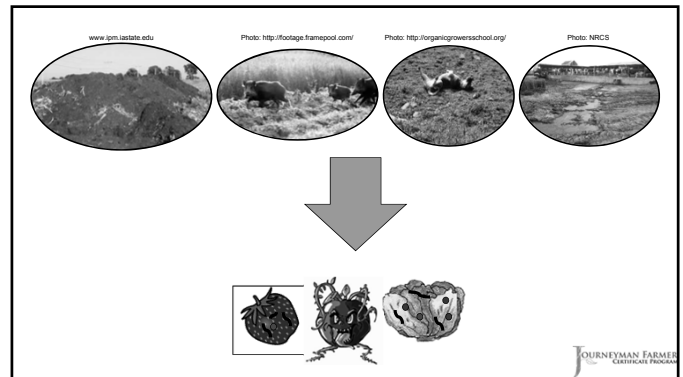 www.ipm.iastate.edu
Photo: http://footage.framepool.com/
Photo: http://organicgrowersschool.org/
Photo: NRCS
JOURNEYMAN FARMER
CERTIFICATE PROGRAM